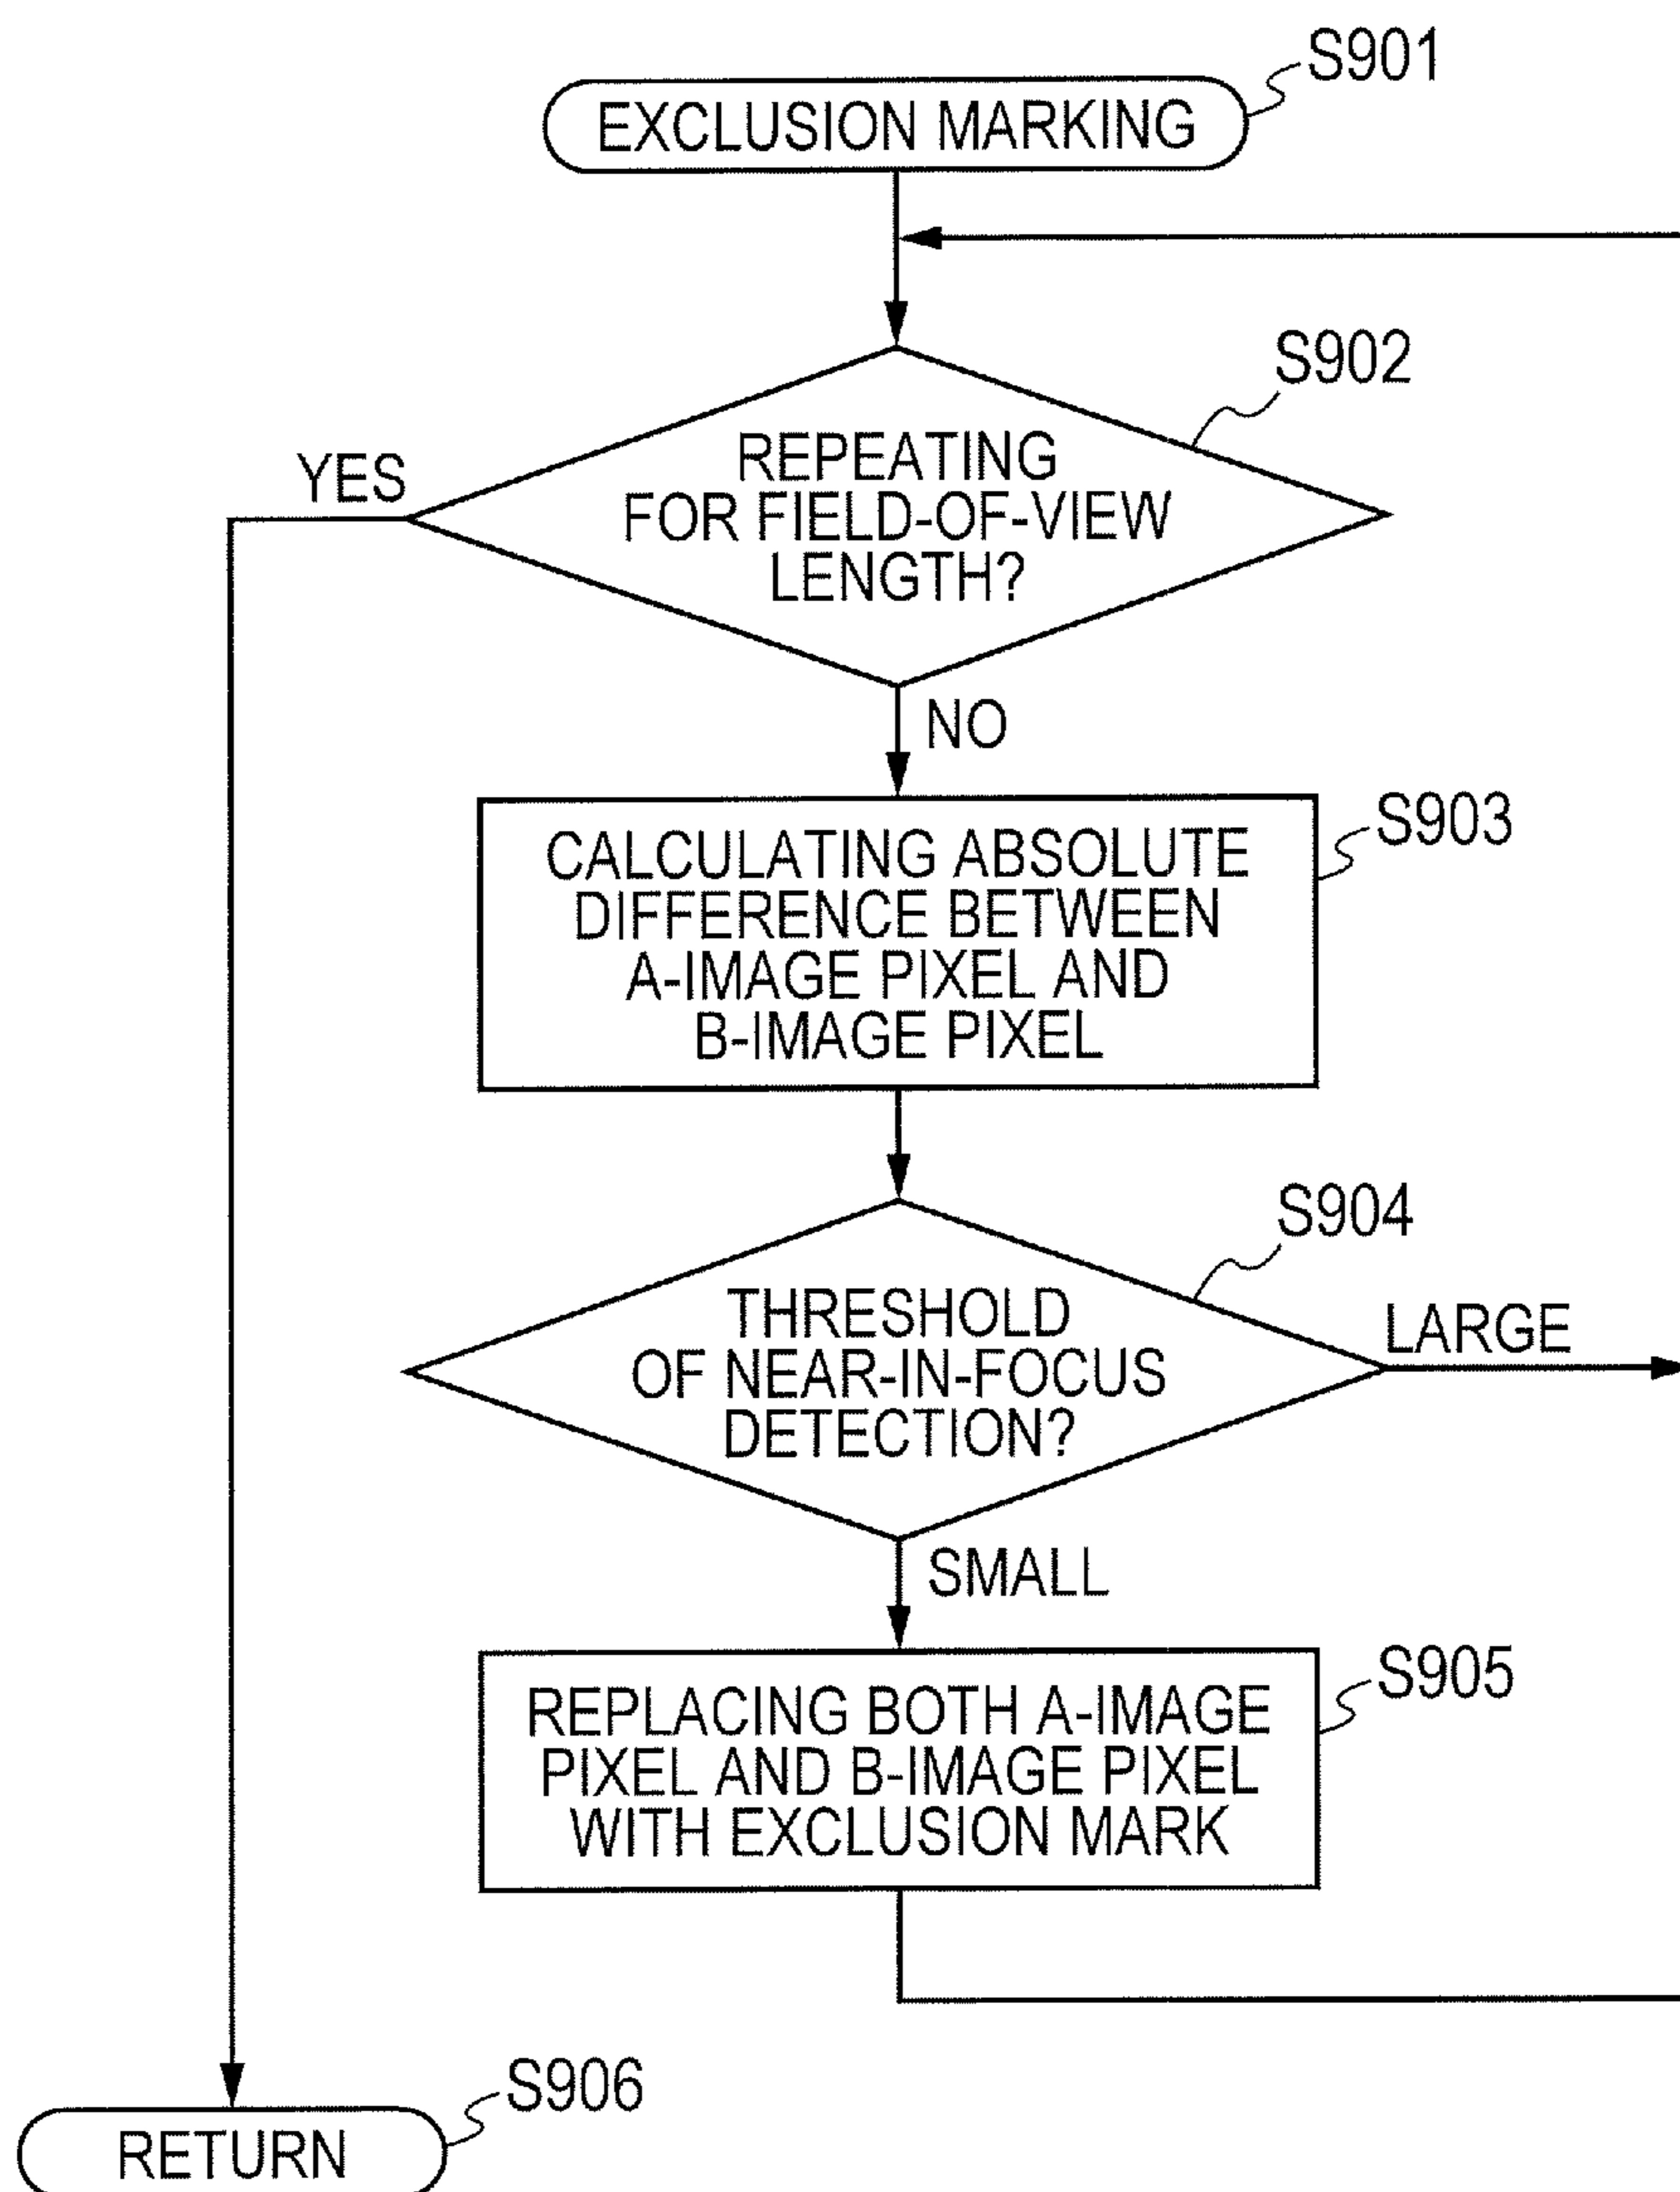 S901
EXCLUSION MARKING
S902
REPEATING
FOR FIELD-OF-VIEW
LENGTH?
YES
NO
S903
CALCULATING ABSOLUTE
DIFFERENCE BETWEEN
A-IMAGE PIXEL AND
B-IMAGE PIXEL
S904
THRESHOLD
OF NEAR-IN-FOCUS
DETECTION?
LARGE
SMALL
S905
REPLACING BOTH A-IMAGE
PIXEL AND B-IMAGE PIXEL
WITH EXCLUSION MARK
S906
RETURN